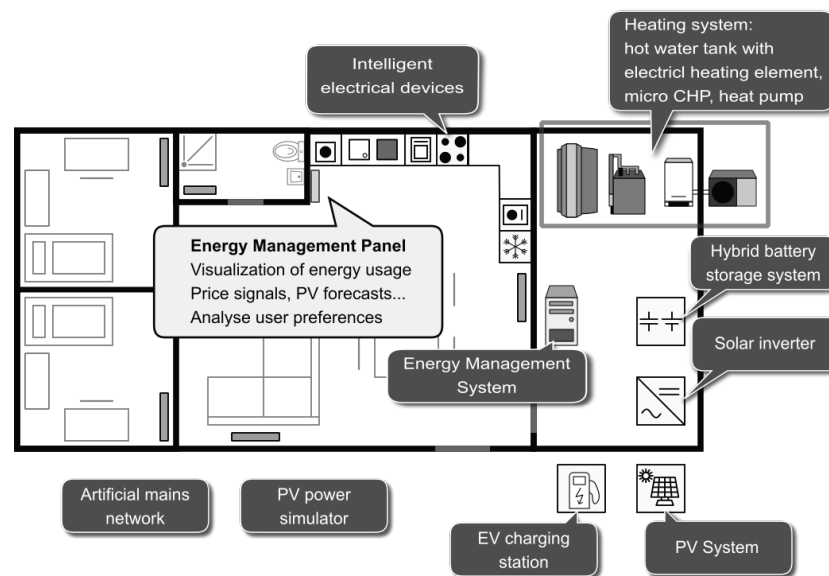 Heating system:
hot water tank with
electricl heating element,
micro CHP, heat pump
Intelligent
electrical devices
Energy Management Panel
Visualization of energy usage
Price signals, PV forecasts...
Analyse user preferences
Hybrid battery
storage system
Solar inverter
Energy Management
System
Artificial mains
network
PV power
simulator
EV charging
station
PV System